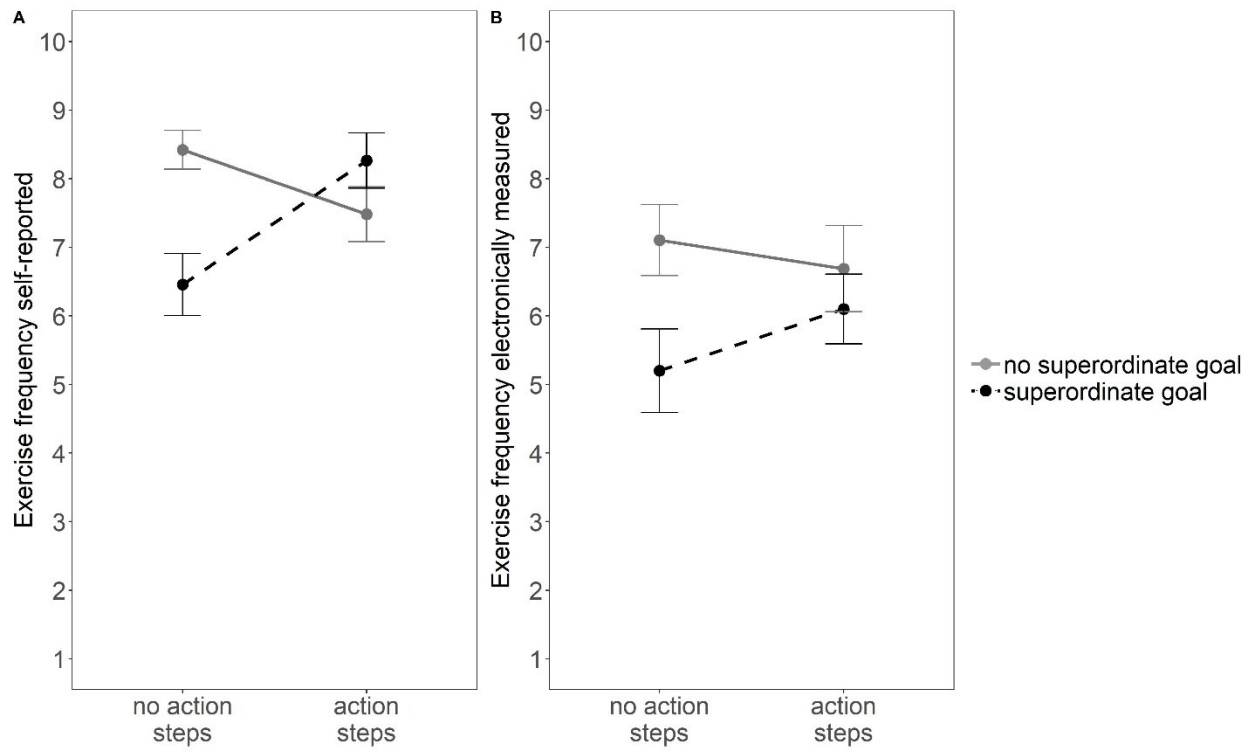 A
Exercise frequency self-reported
10
9
8
7
6
5
4
3
2
1
no action
steps
action
steps
B
Exercise frequency electronically measured
10
9
8
7
6
5
4
3
2
1
no action
steps
action
steps
no superordinate goal
superordinate goal